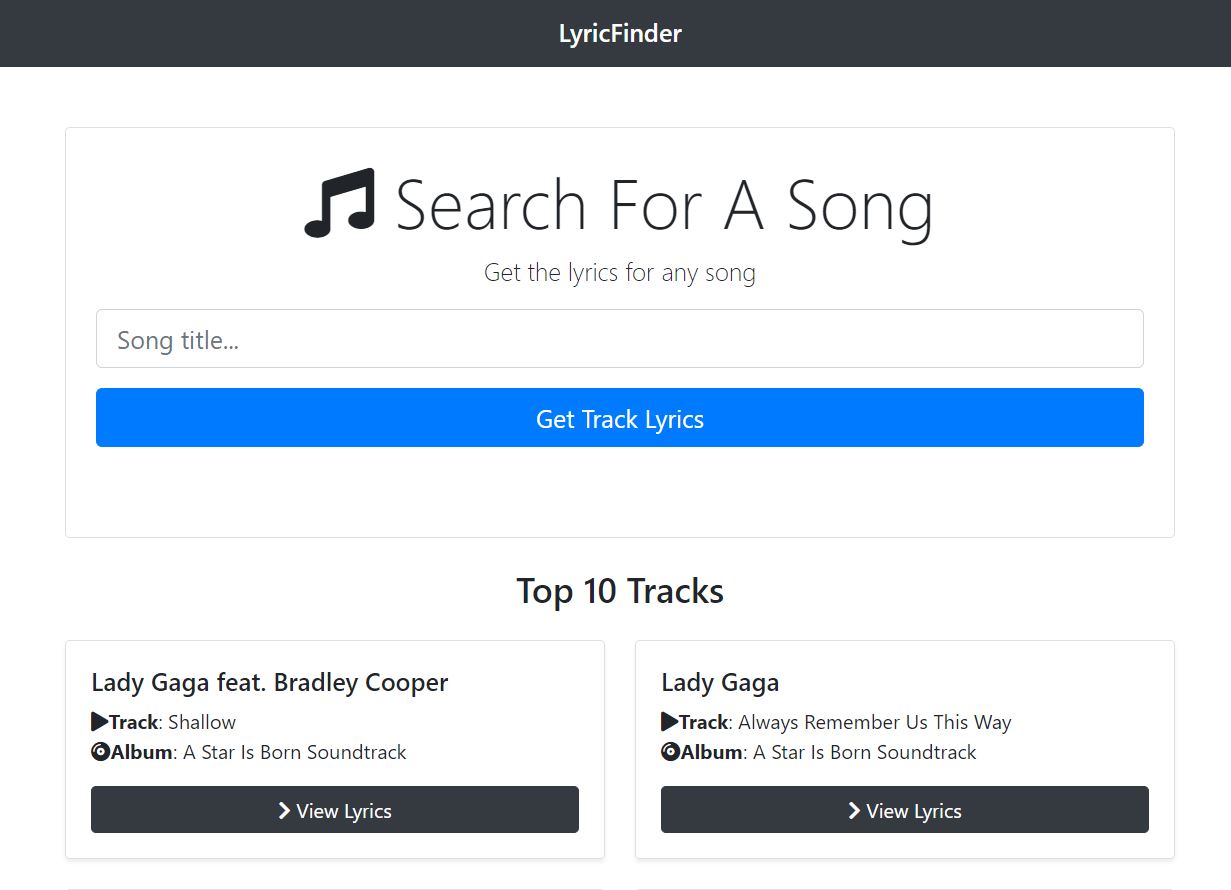 LyricFinder
Search For A Song
Get the lyrics for any song
Song title...
Get Track Lyrics
Top 10 Tracks
Lady Gaga feat. Bradley Cooper
Track: Shallow
Album: A Star Is Born Soundtrack
View Lyrics
Lady Gaga
Track: Always Remember Us This Way
Album: A Star Is Born Soundtrack
View Lyrics